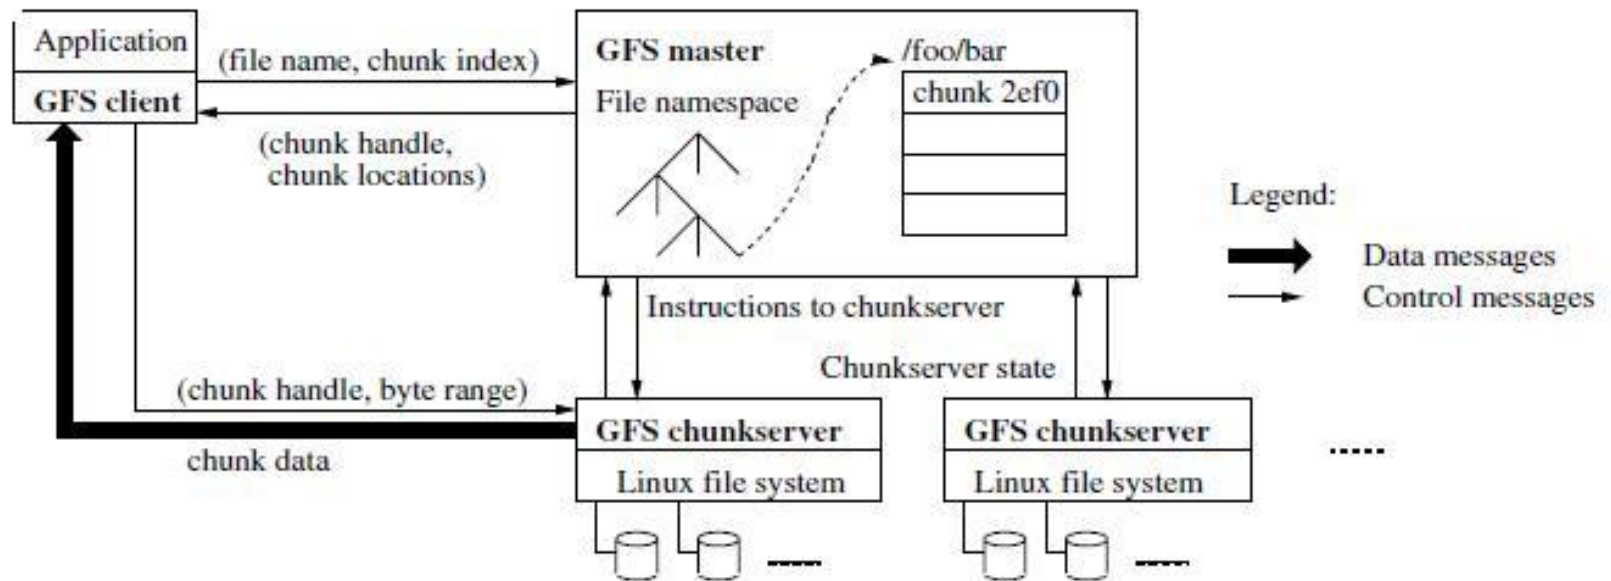 Application
GFS client
(file name, chunk index)
(chunk handle,
chunk locations)
GFS master
File namespace
/foo/bar
chunk 2ef0
Legend:
Data messages
Control messages
Instructions to chunkserver
Chunkserver state
(chunk handle, byte range)
chunk data
GFS chunkserver
Linux file system
GFS chunkserver
Linux file system